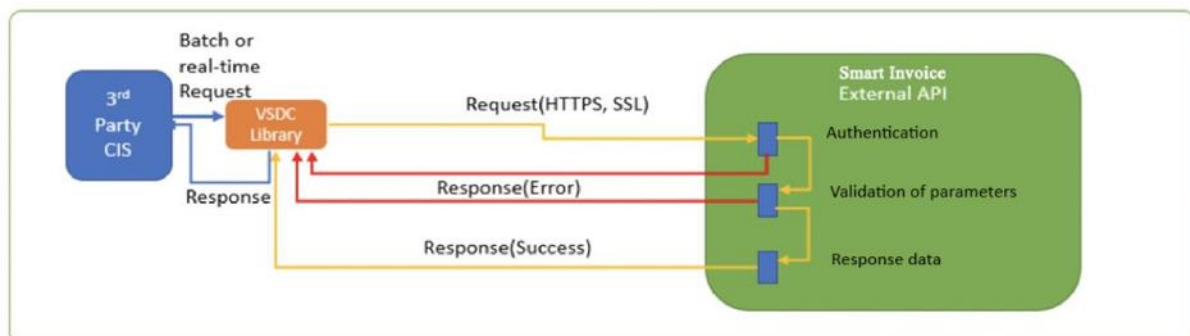 Batch or
real-time
Request
3rd
Party
CIS
VSDC
Library
Response
Request(HTTPS, SSL)
Response(Error)
Response(Success)
Smart Invoice
External API
Authentication
Validation of parameters
Response data